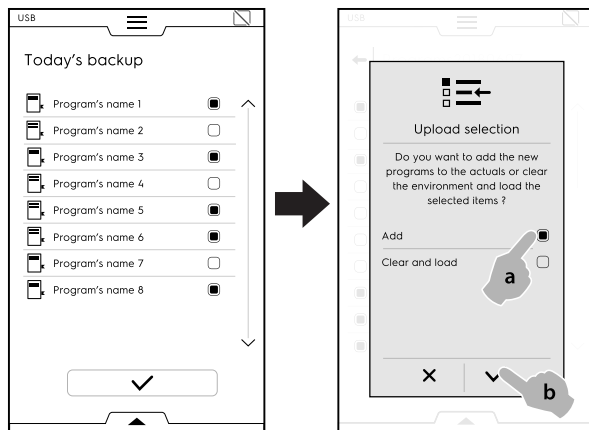 USB
Today's backup
Program's name 1
Program's name 2
Program's name 3
Program's name 4
Program's name 5
Program's name 6
Program's name 7
Program's name 8
USB
Upload selection
Do you want to add the new
programs to the actuals or clear
the environment and load the
selected items ?
Add
Clear and load
a
b